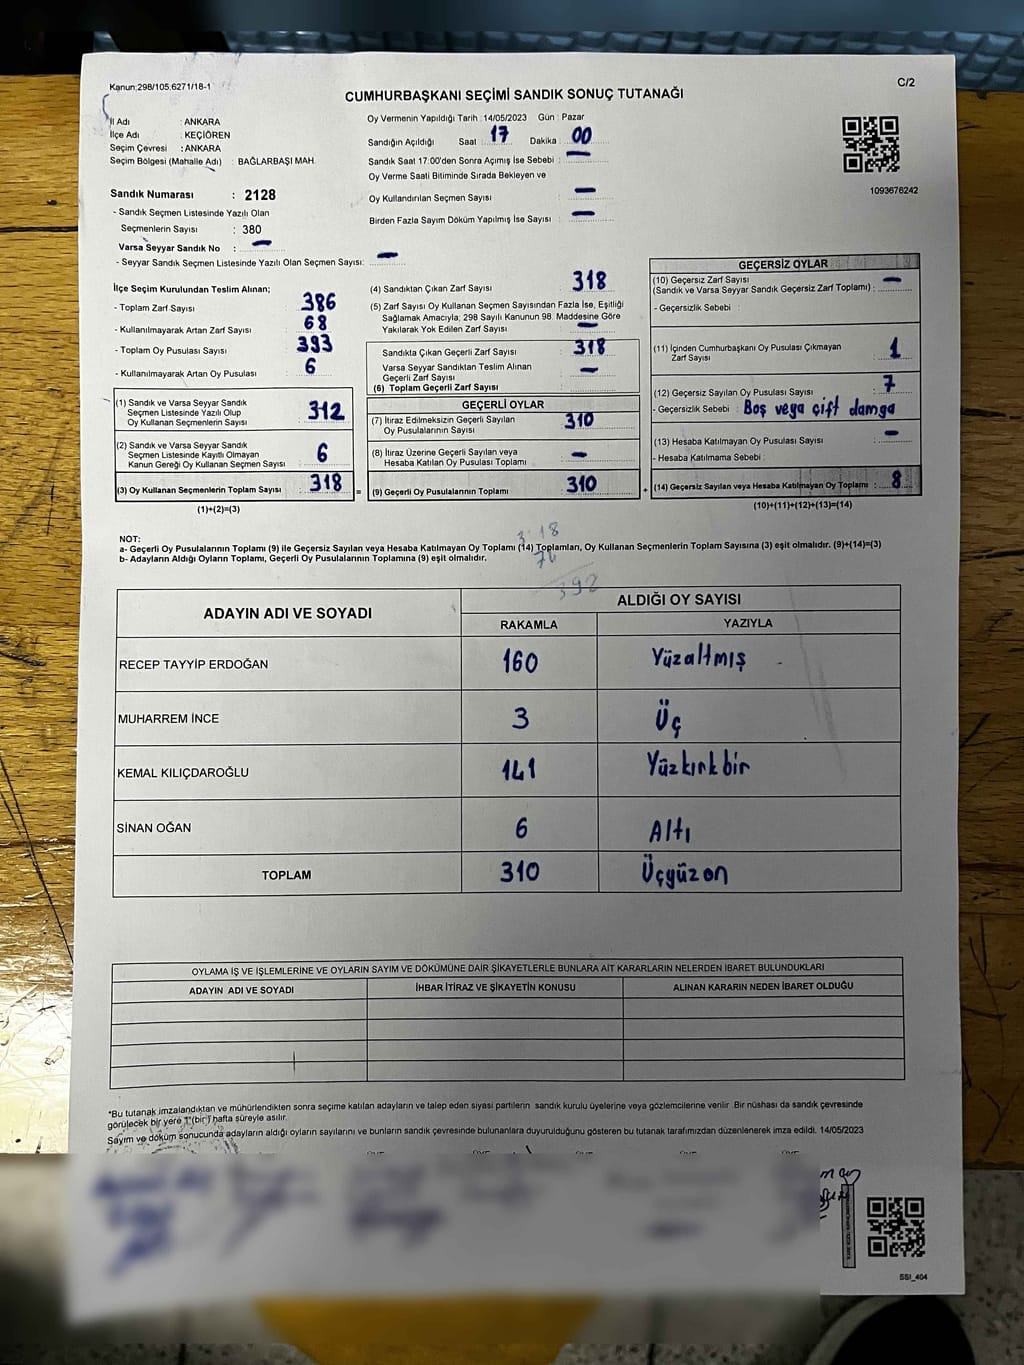 Kanun:298/105.6271/18-1
C/2
CUMHURBAŞKANI SEÇİMİ SANDIK SONUÇ TUTANAĞI
İl Adı : ANKARA
İlçe Adı : KEÇİÖREN
Seçim Çevresi : ANKARA
Seçim Bölgesi (Mahalle Adı) : BAĞLARBAŞI MAH.
Sandık Numarası : 2128
- Sandık Seçmen Listesinde Yazılı Olan
Seçmenlerin Sayısı : 380
Varsa Seyyar Sandık No : —
- Seyyar Sandık Seçmen Listesinde Yazılı Olan Seçmen Sayısı: —
Oy Vermenin Yapıldığı Tarih : 14/05/2023 Gün : Pazar
Sandığın Açıldığı Saat 17 Dakika 00
Sandık Saat 17:00'den Sonra Açımış İse Sebebi : —
Oy Verme Saati Bitiminde Sırada Bekleyen ve
Oy Kullandırılan Seçmen Sayısı : —
Birden Fazla Sayım Döküm Yapılmış İse Sayısı : —
1093676242
İlçe Seçim Kurulundan Teslim Alınan;
- Toplam Zarf Sayısı : 386
- Kullanılmayarak Artan Zarf Sayısı : 68
- Toplam Oy Pusulası Sayısı : 393
- Kullanılmayarak Artan Oy Pusulası : 6
(1) Sandık ve Varsa Seyyar Sandık
Seçmen Listesinde Yazılı Olup
Oy Kullanan Seçmenlerin Sayısı : 312
(2) Sandık ve Varsa Seyyar Sandık
Seçmen Listesinde Kayıtlı Olmayan
Kanun Gereği Oy Kullanan Seçmen Sayısı : 6
(3) Oy Kullanan Seçmenlerin Toplam Sayısı : 318
(1)+(2)=(3)
(4) Sandıktan Çıkan Zarf Sayısı : 318
(5) Zarf Sayısı Oy Kullanan Seçmen Sayısından Fazla İse, Eşitliği
Sağlamak Amacıyla; 298 Sayılı Kanunun 98. Maddesine Göre
Yakılarak Yok Edilen Zarf Sayısı : —
Sandıkta Çıkan Geçerli Zarf Sayısı : 318
Varsa Seyyar Sandıktan Teslim Alınan
Geçerli Zarf Sayısı : —
(6) Toplam Geçerli Zarf Sayısı :
GEÇERLİ OYLAR
(7) İtiraz Edilmeksizin Geçerli Sayılan
Oy Pusulalarının Sayısı : 310
(8) İtiraz Üzerine Geçerli Sayılan veya
Hesaba Katılan Oy Pusulası Toplamı : —
= (9) Geçerli Oy Pusulalarının Toplamı : 310
GEÇERSİZ OYLAR
(10) Geçersiz Zarf Sayısı
(Sandık ve Varsa Seyyar Sandık Geçersiz Zarf Toplamı) : —
- Geçersizlik Sebebi :
(11) İçinden Cumhurbaşkanı Oy Pusulası Çıkmayan
Zarf Sayısı : 1
(12) Geçersiz Sayılan Oy Pusulası Sayısı : 7
- Geçersizlik Sebebi : Boş veya çift damga
(13) Hesaba Katılmayan Oy Pusulası Sayısı : —
- Hesaba Katılmama Sebebi :
+ (14) Geçersiz Sayılan veya Hesaba Katılmayan Oy Toplamı : 8
(10)+(11)+(12)+(13)=(14)
NOT:
a- Geçerli Oy Pusulalarının Toplamı (9) ile Geçersiz Sayılan veya Hesaba Katılmayan Oy Toplamı (14) Toplamları, Oy Kullanan Seçmenlerin Toplam Sayısına (3) eşit olmalıdır. (9)+(14)=(3)
b- Adayların Aldığı Oyların Toplamı, Geçerli Oy Pusulalarının Toplamına (9) eşit olmalıdır.
392
ADAYIN ADI VE SOYADI ALDIĞI OY SAYISI
RAKAMLA YAZIYLA
RECEP TAYYİP ERDOĞAN 160 Yüzaltmış
MUHARREM İNCE 3 Üç
KEMAL KILIÇDAROĞLU 141 Yüzkırkbir
SİNAN OĞAN 6 Altı
TOPLAM 310 Üçyüzon
OYLAMA İŞ VE İŞLEMLERİNE VE OYLARIN SAYIM VE DÖKÜMÜNE DAİR ŞİKAYETLERLE BUNLARA AİT KARARLARIN NELERDEN İBARET BULUNDUKLARI
ADAYIN ADI VE SOYADI İHBAR İTİRAZ VE ŞİKAYETİN KONUSU ALINAN KARARIN NEDEN İBARET OLDUĞU
*Bu tutanak imzalandıktan ve mühürlendikten sonra seçime katılan adayların ve talep eden siyasi partilerin sandık kurulu üyelerine veya gözlemcilerine verilir. Bir nüshası da sandık çevresinde
görülecek bir yere 1 (bir) hafta süreyle asılır.
Sayım ve döküm sonucunda adayların aldığı oyların sayılarını ve bunların sandık çevresinde bulunanlara duyurulduğunu gösteren bu tutanak tarafımızdan düzenlenerek imza edildi. 14/05/2023
SSI_404